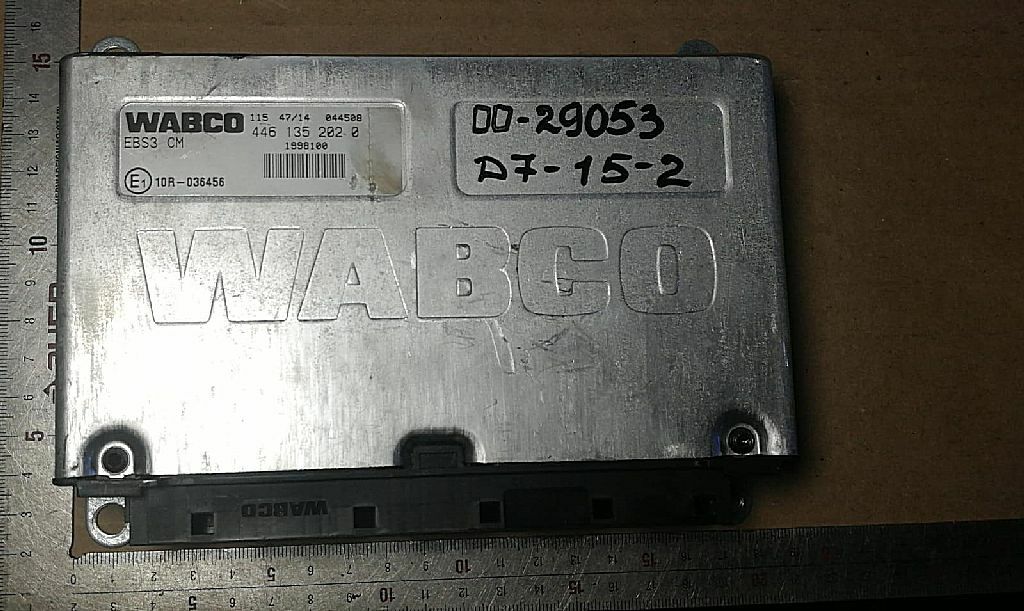 WABCO 115 47/14 044508
446 135 202 0
EBS3 CM
1998100
E1 10R-036456
00-29053
D7-15-2
WABCO
WABCO